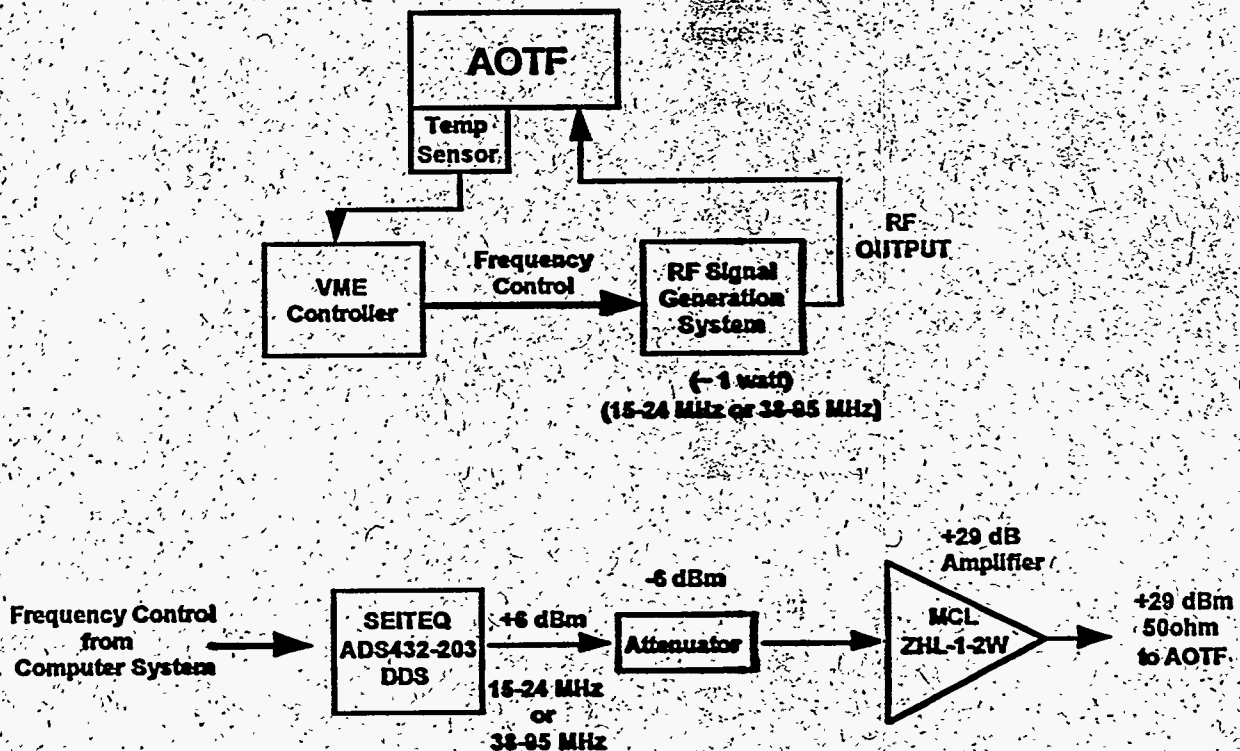 AOTF
Temp
Sensor
VME
Controller
Frequency
Control
RF Signal
Generation
System
RF
OUTPUT
(~ 1 watt)
(15-24 MHz or 38-95 MHz)
Frequency Control
from
Computer System
SEITEQ
ADS432-203
DDS
+6 dBm
15-24 MHz
or
38-95 MHz
-6 dBm
Attenuator
+29 dB
Amplifier
MCL
ZHL-1-2W
+29 dBm
50ohm
to AOTF